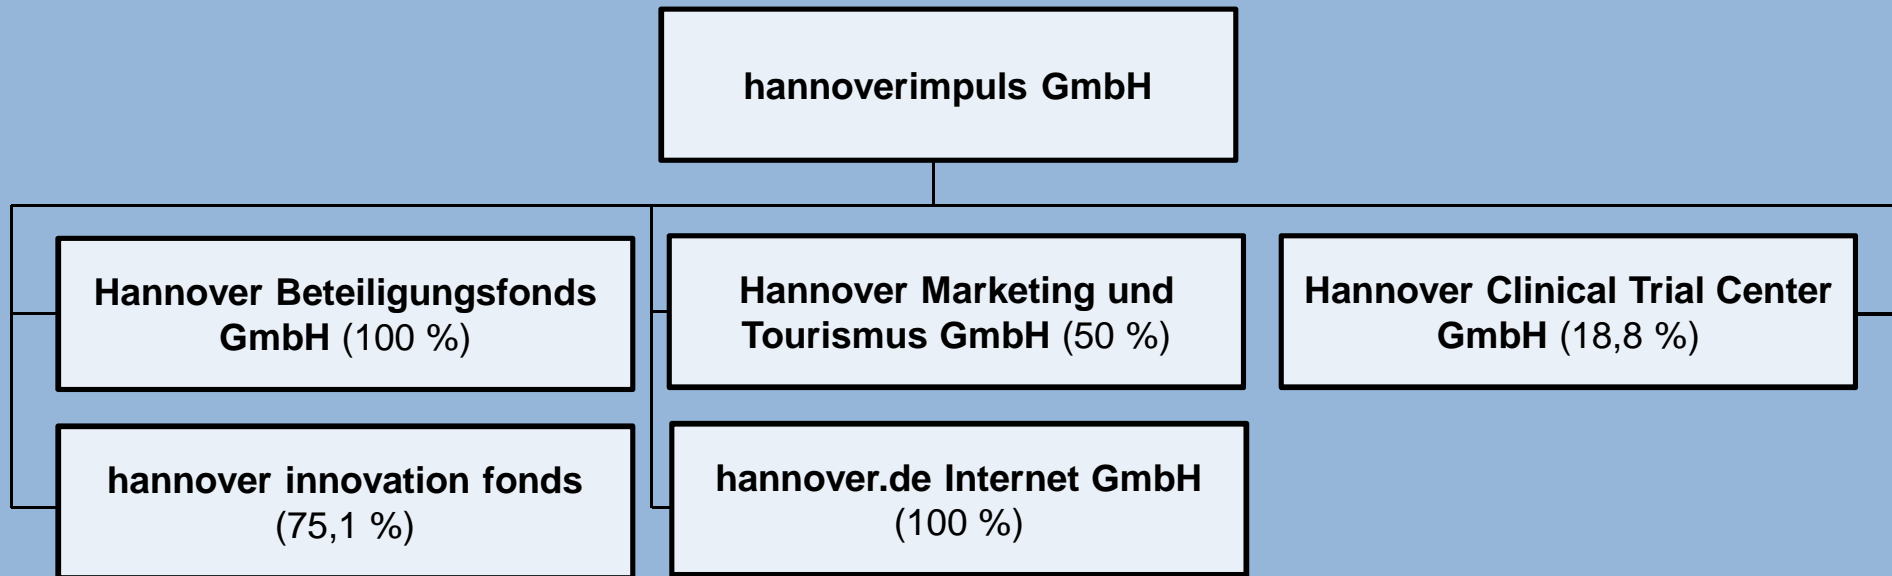 hannoverimpuls GmbH
Hannover Beteiligungsfonds
GmbH (100 %)
Hannover Marketing und
Tourismus GmbH (50 %)
Hannover Clinical Trial Center
GmbH (18,8 %)
hannover innovation fonds
(75,1 %)
hannover.de Internet GmbH
(100 %)